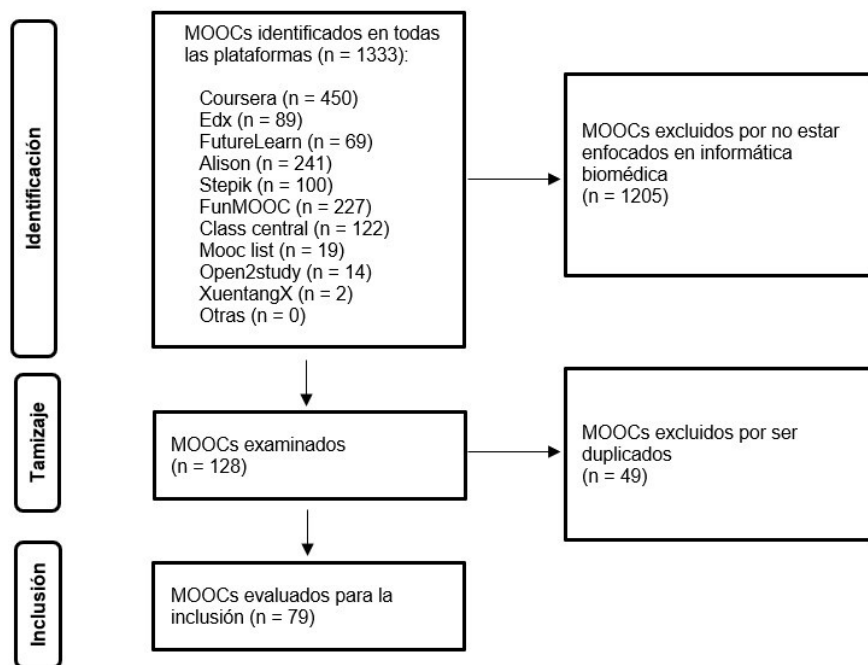 Identificación
MOOCs identificados en todas
las plataformas (n = 1333):
Coursera (n = 450)
Edx (n = 89)
FutureLearn (n = 69)
Alison (n = 241)
Stepik (n = 100)
FunMOOC (n = 227)
Class central (n = 122)
Mooc list (n = 19)
Open2study (n = 14)
XuentangX (n = 2)
Otras (n = 0)
MOOCs excluidos por no estar
enfocados en informática
biomédica
(n = 1205)
Tamizaje
MOOCs examinados
(n = 128)
MOOCs excluidos por ser
duplicados
(n = 49)
Inclusión
MOOCs evaluados para la
inclusión (n = 79)